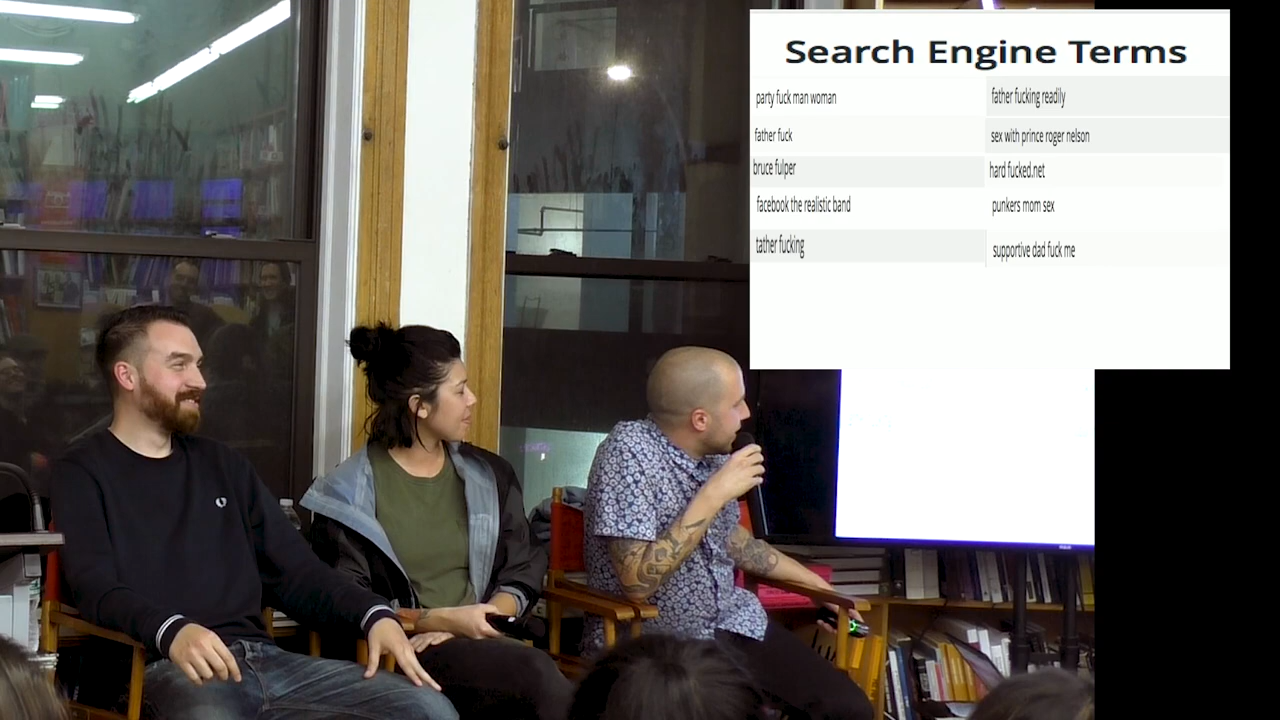 Search Engine Terms
party fuck man woman
father fucking readily
father fuck
sex with prince roger nelson
bruce fulper
hard fucked.net
facebook the realistic band
punkers mom sex
tather fucking
supportive dad fuck me